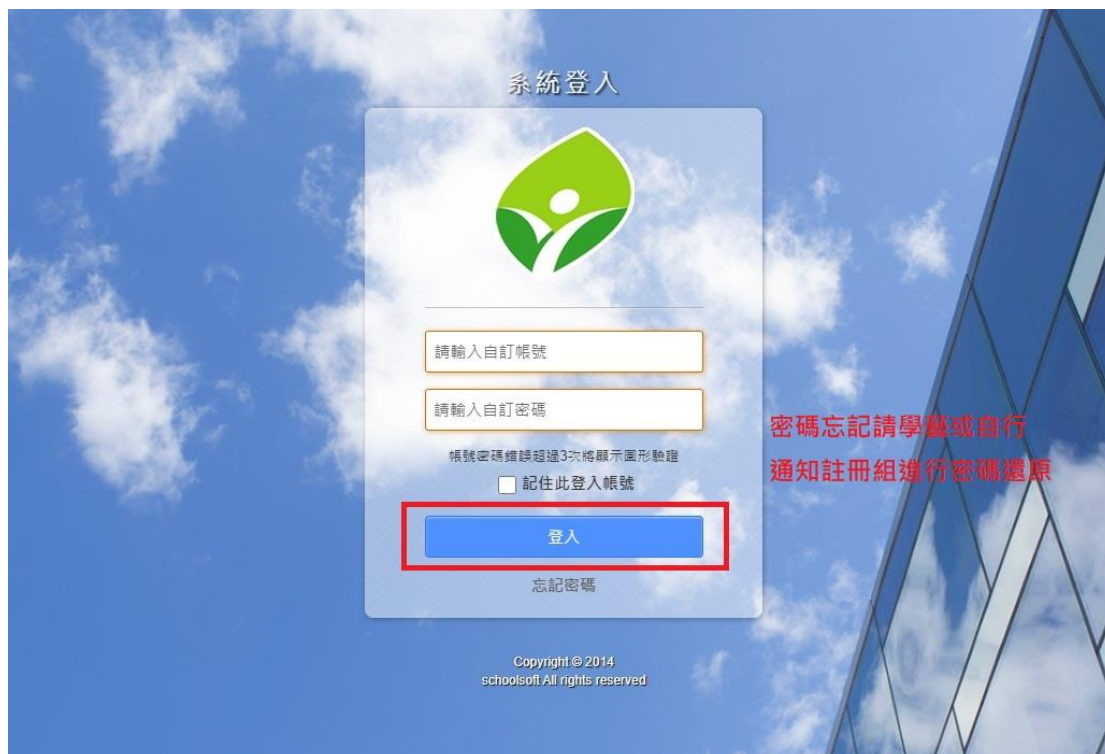 系統登入
請輸入自訂帳號
請輸入自訂密碼
帳號密碼錯誤超過3次將顯示圖形驗證
記住此登入帳號
登入
忘記密碼
密碼忘記請學藝或自行
通知註冊組進行密碼還原
Copyright © 2014
schoolsoft All rights reserved